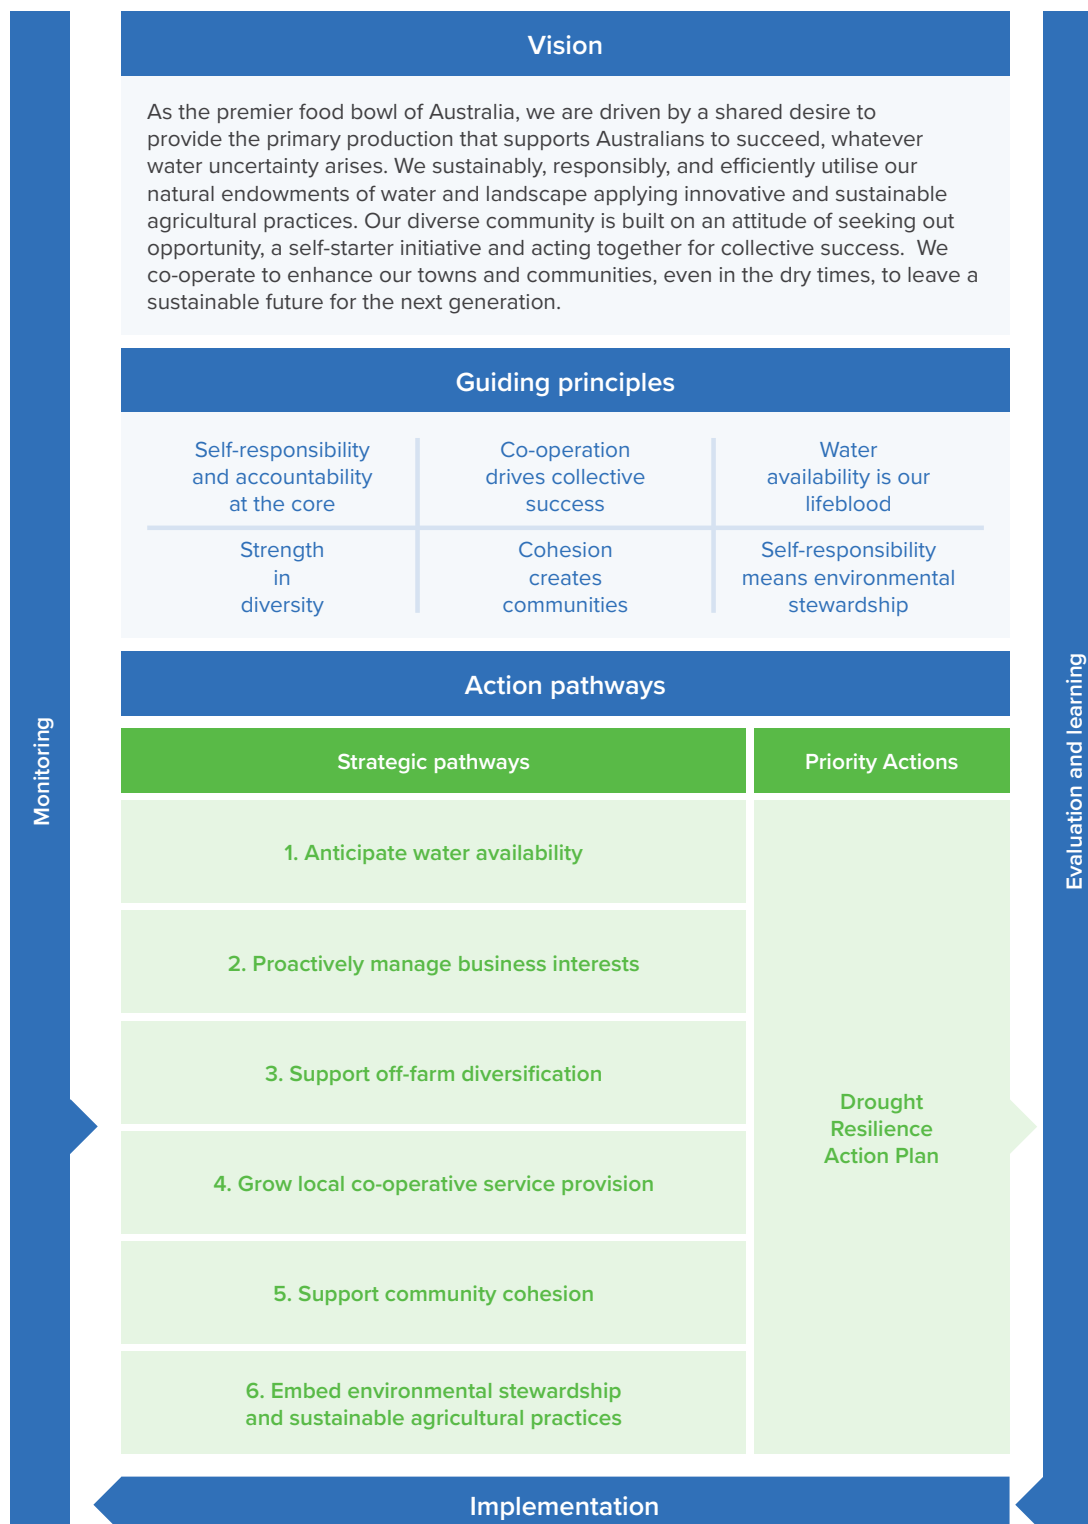 Vision
As the premier food bowl of Australia, we are driven by a shared desire to
provide the primary production that supports Australians to succeed, whatever
water uncertainty arises. We sustainably, responsibly, and efficiently utilise our
natural endowments of water and landscape applying innovative and sustainable
agricultural practices. Our diverse community is built on an attitude of seeking out
opportunity, a self-starter initiative and acting together for collective success.  We
co-operate to enhance our towns and communities, even in the dry times, to leave a
sustainable future for the next generation.
Guiding principles
Self-responsibility
and accountability
at the core
Co-operation
drives collective
success
Water
availability is our
lifeblood
Strength
in
diversity
Cohesion
creates
communities
Self-responsibility
means environmental
stewardship
Action pathways
Strategic pathways
Priority Actions
1. Anticipate water availability
2. Proactively manage business interests
3. Support off-farm diversification
4. Grow local co-operative service provision
5. Support community cohesion
6. Embed environmental stewardship
and sustainable agricultural practices
Drought
Resilience
Action Plan
Monitoring
Evaluation and learning
Implementation